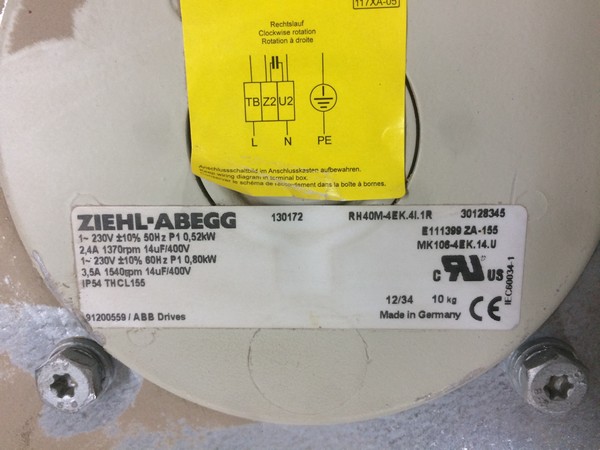 117XA-05
Rechtslauf
Clockwise rotation
Rotation à droite
TB Z2 U2
L N PE
Anschlussschaltbild im Anschlusskasten aufbewahren.
wiring diagram in terminal box.
le schéma de raccordement dans la boîte à bornes.
ZIEHL-ABEGG 130172 RH40M-4EK.4I.1R 30128345
1~ 230V ±10% 50Hz P1 0,52kW E111399 ZA-155
2,4A 1370rpm 14uF/400V MK106-4EK.14.U
1~ 230V ±10% 60Hz P1 0,80kW
3,5A 1540rpm 14uF/400V
IP54 THCL155
C RU US
IEC60034-1
12/34 10 kg
91200559 / ABB Drives Made in Germany CE